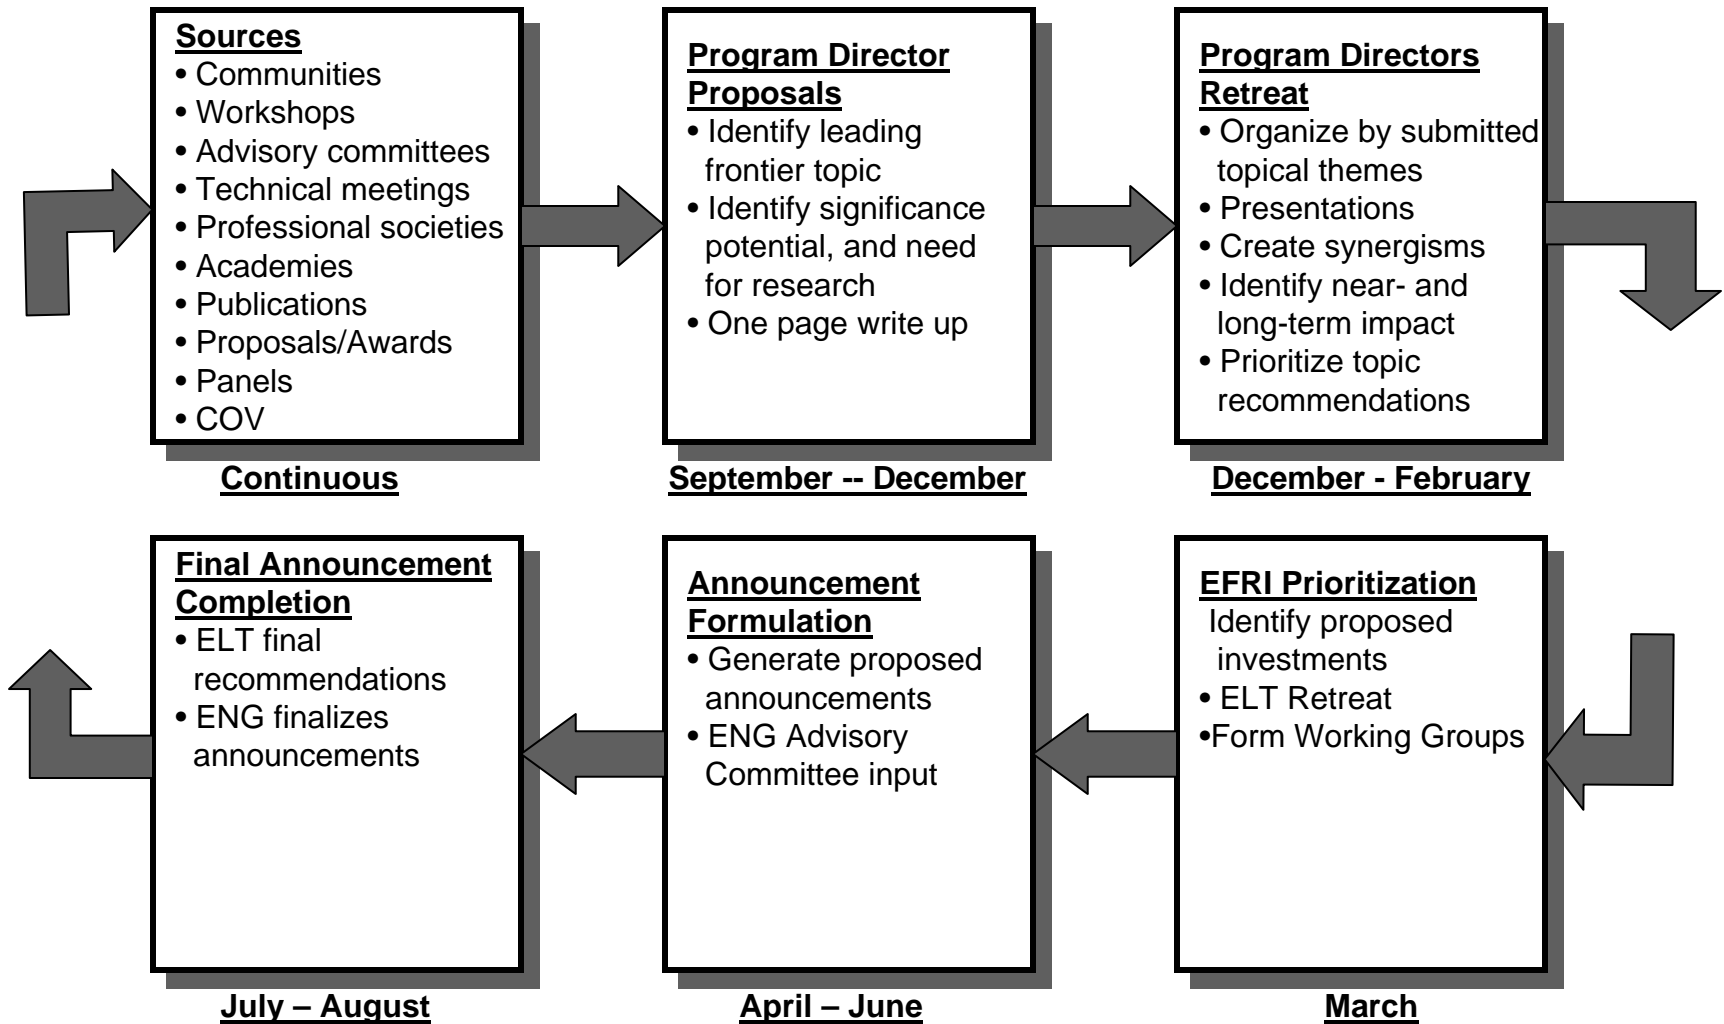 Sources
• Communities
• Workshops
• Advisory committees
• Technical meetings
• Professional societies
• Academies
• Publications
• Proposals/Awards
• Panels
• COV
Continuous
Program Director
Proposals
• Identify leading
frontier topic
• Identify significance
potential, and need
for research
• One page write up
September -- December
Program Directors
Retreat
• Organize by submitted
topical themes
• Presentations
• Create synergisms
• Identify near- and
long-term impact
• Prioritize topic
recommendations
December - February
EFRI Prioritization
Identify proposed
investments
• ELT Retreat
•Form Working Groups
March
Announcement
Formulation
• Generate proposed
announcements
• ENG Advisory
Committee input
April – June
Final Announcement
Completion
• ELT final
recommendations
• ENG finalizes
announcements
July – August